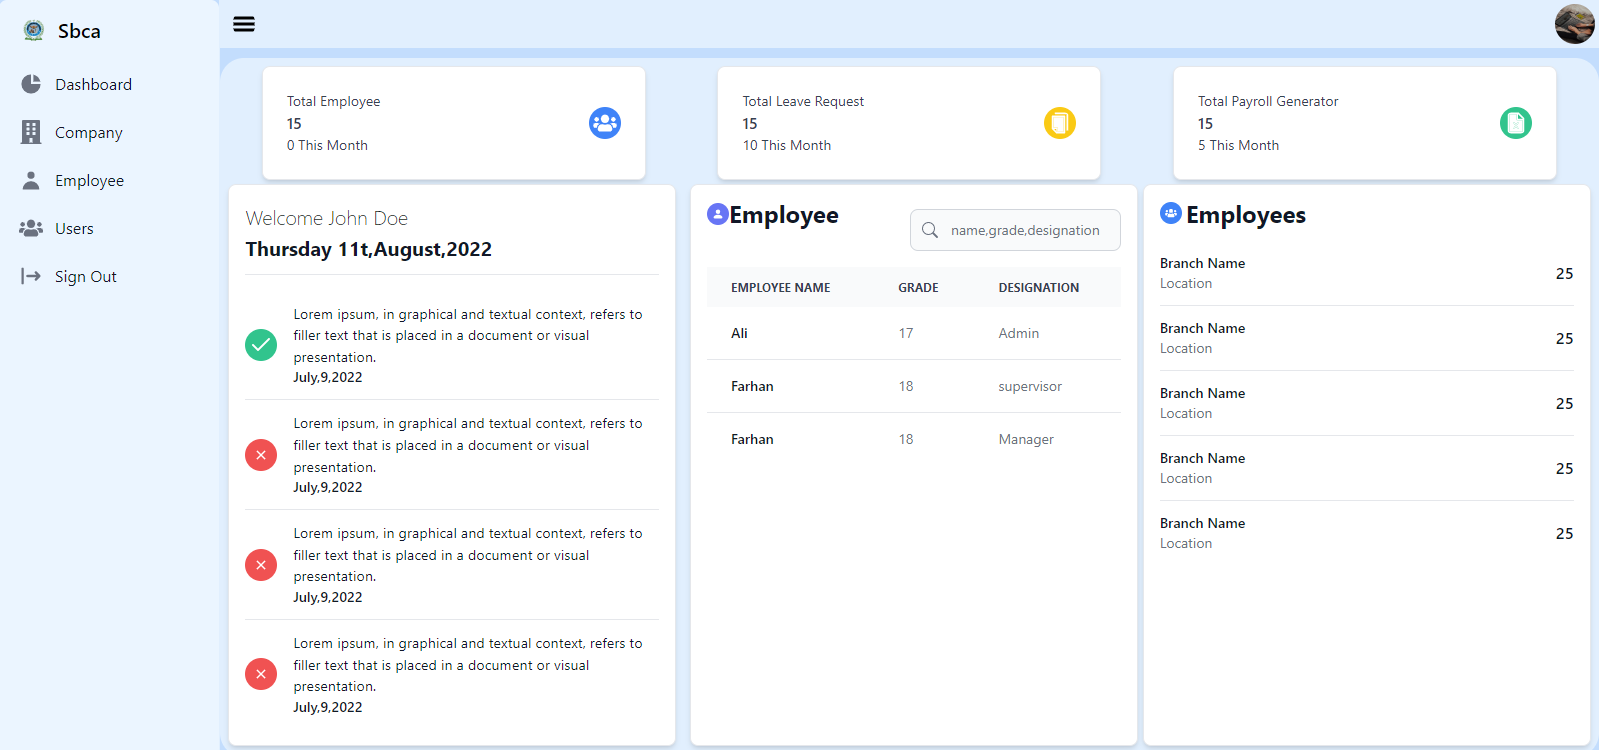 Sbca
Dashboard
Company
Employee
Users
Sign Out
Total Employee
15
0 This Month
Total Leave Request
15
10 This Month
Total Payroll Generator
15
5 This Month
Welcome John Doe
Thursday 11t,August,2022
Lorem ipsum, in graphical and textual context, refers to
filler text that is placed in a document or visual
presentation.
July,9,2022
Lorem ipsum, in graphical and textual context, refers to
filler text that is placed in a document or visual
presentation.
July,9,2022
Lorem ipsum, in graphical and textual context, refers to
filler text that is placed in a document or visual
presentation.
July,9,2022
Lorem ipsum, in graphical and textual context, refers to
filler text that is placed in a document or visual
presentation.
July,9,2022
Employee
name,grade,designation
EMPLOYEE NAME GRADE DESIGNATION
Ali 17 Admin
Farhan 18 supervisor
Farhan 18 Manager
Employees
Branch Name
Location
25
Branch Name
Location
25
Branch Name
Location
25
Branch Name
Location
25
Branch Name
Location
25